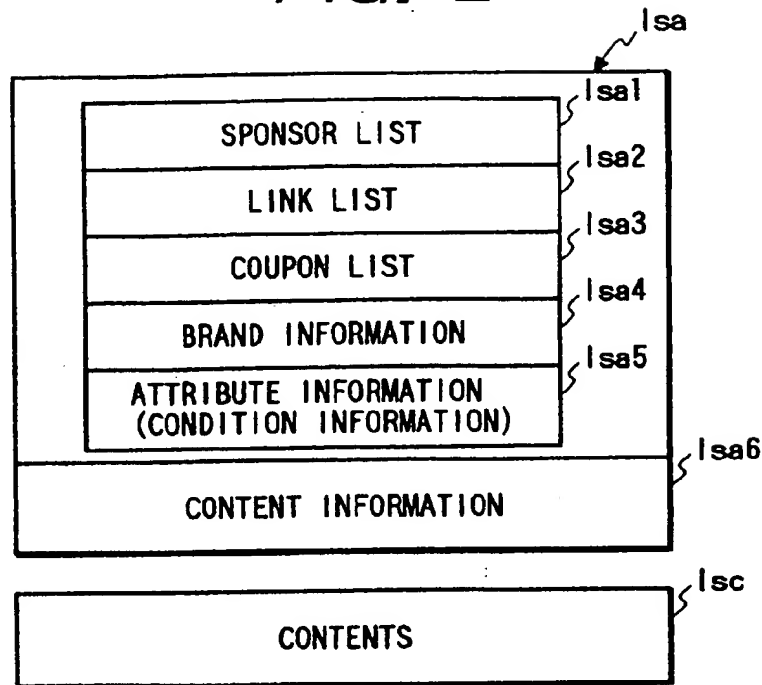 Isa
Isa1
SPONSOR LIST
Isa2
LINK LIST
Isa3
COUPON LIST
Isa4
BRAND INFORMATION
Isa5
ATTRIBUTE INFORMATION
(CONDITION INFORMATION)
Isa6
CONTENT INFORMATION
Isc
CONTENTS